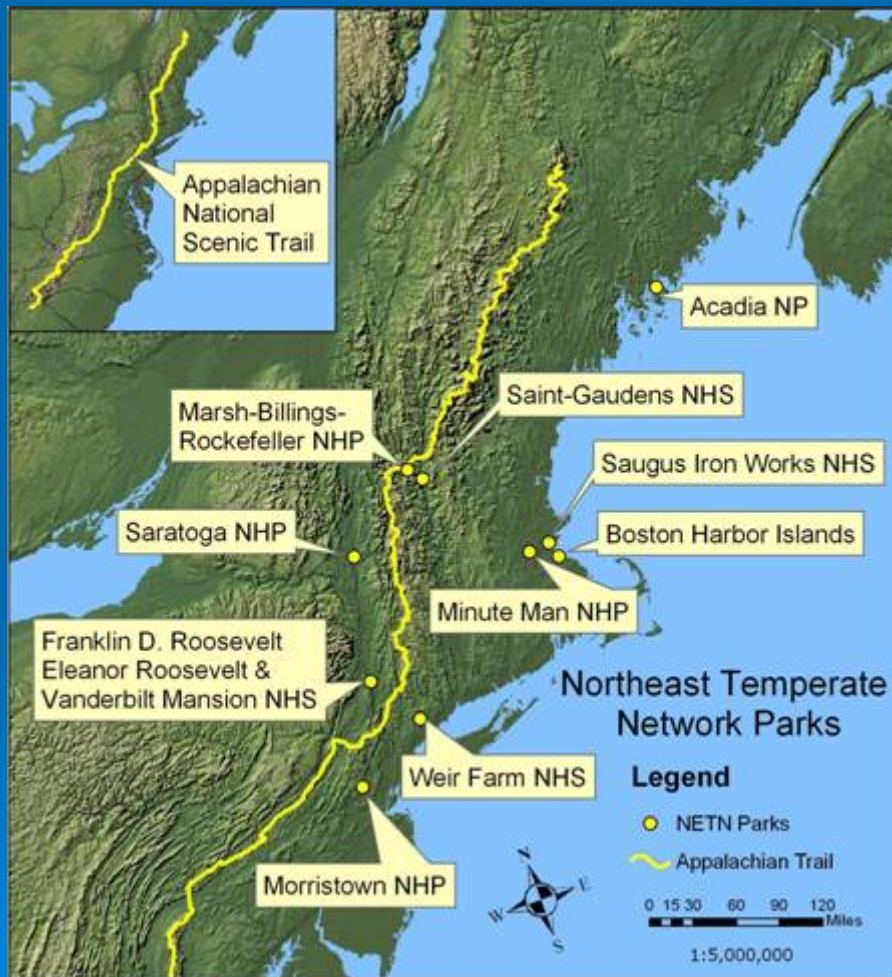 Appalachian
National
Scenic Trail
Acadia NP
Marsh-Billings-
Rockefeller NHP
Saint-Gaudens NHS
Saugus Iron Works NHS
Saratoga NHP
Boston Harbor Islands
Minute Man NHP
Franklin D. Roosevelt
Eleanor Roosevelt &
Vanderbilt Mansion NHS
Northeast Temperate
Network Parks
Weir Farm NHS
Legend
NETN Parks
Appalachian Trail
Morristown NHP
N
E
W
S
0 15 30 60 90 120
Miles
1:5,000,000